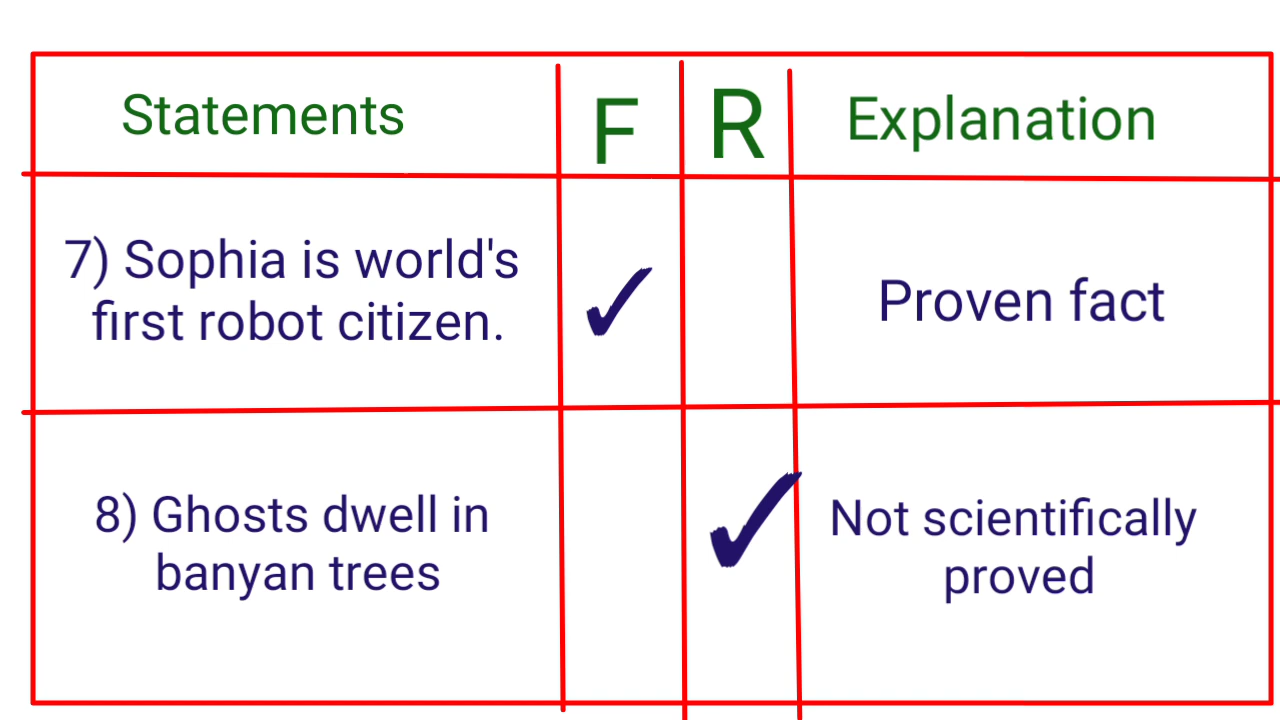 Statements F R Explanation
7) Sophia is world's
first robot citizen.
✓
Proven fact
8) Ghosts dwell in
banyan trees
✓
Not scientifically
proved